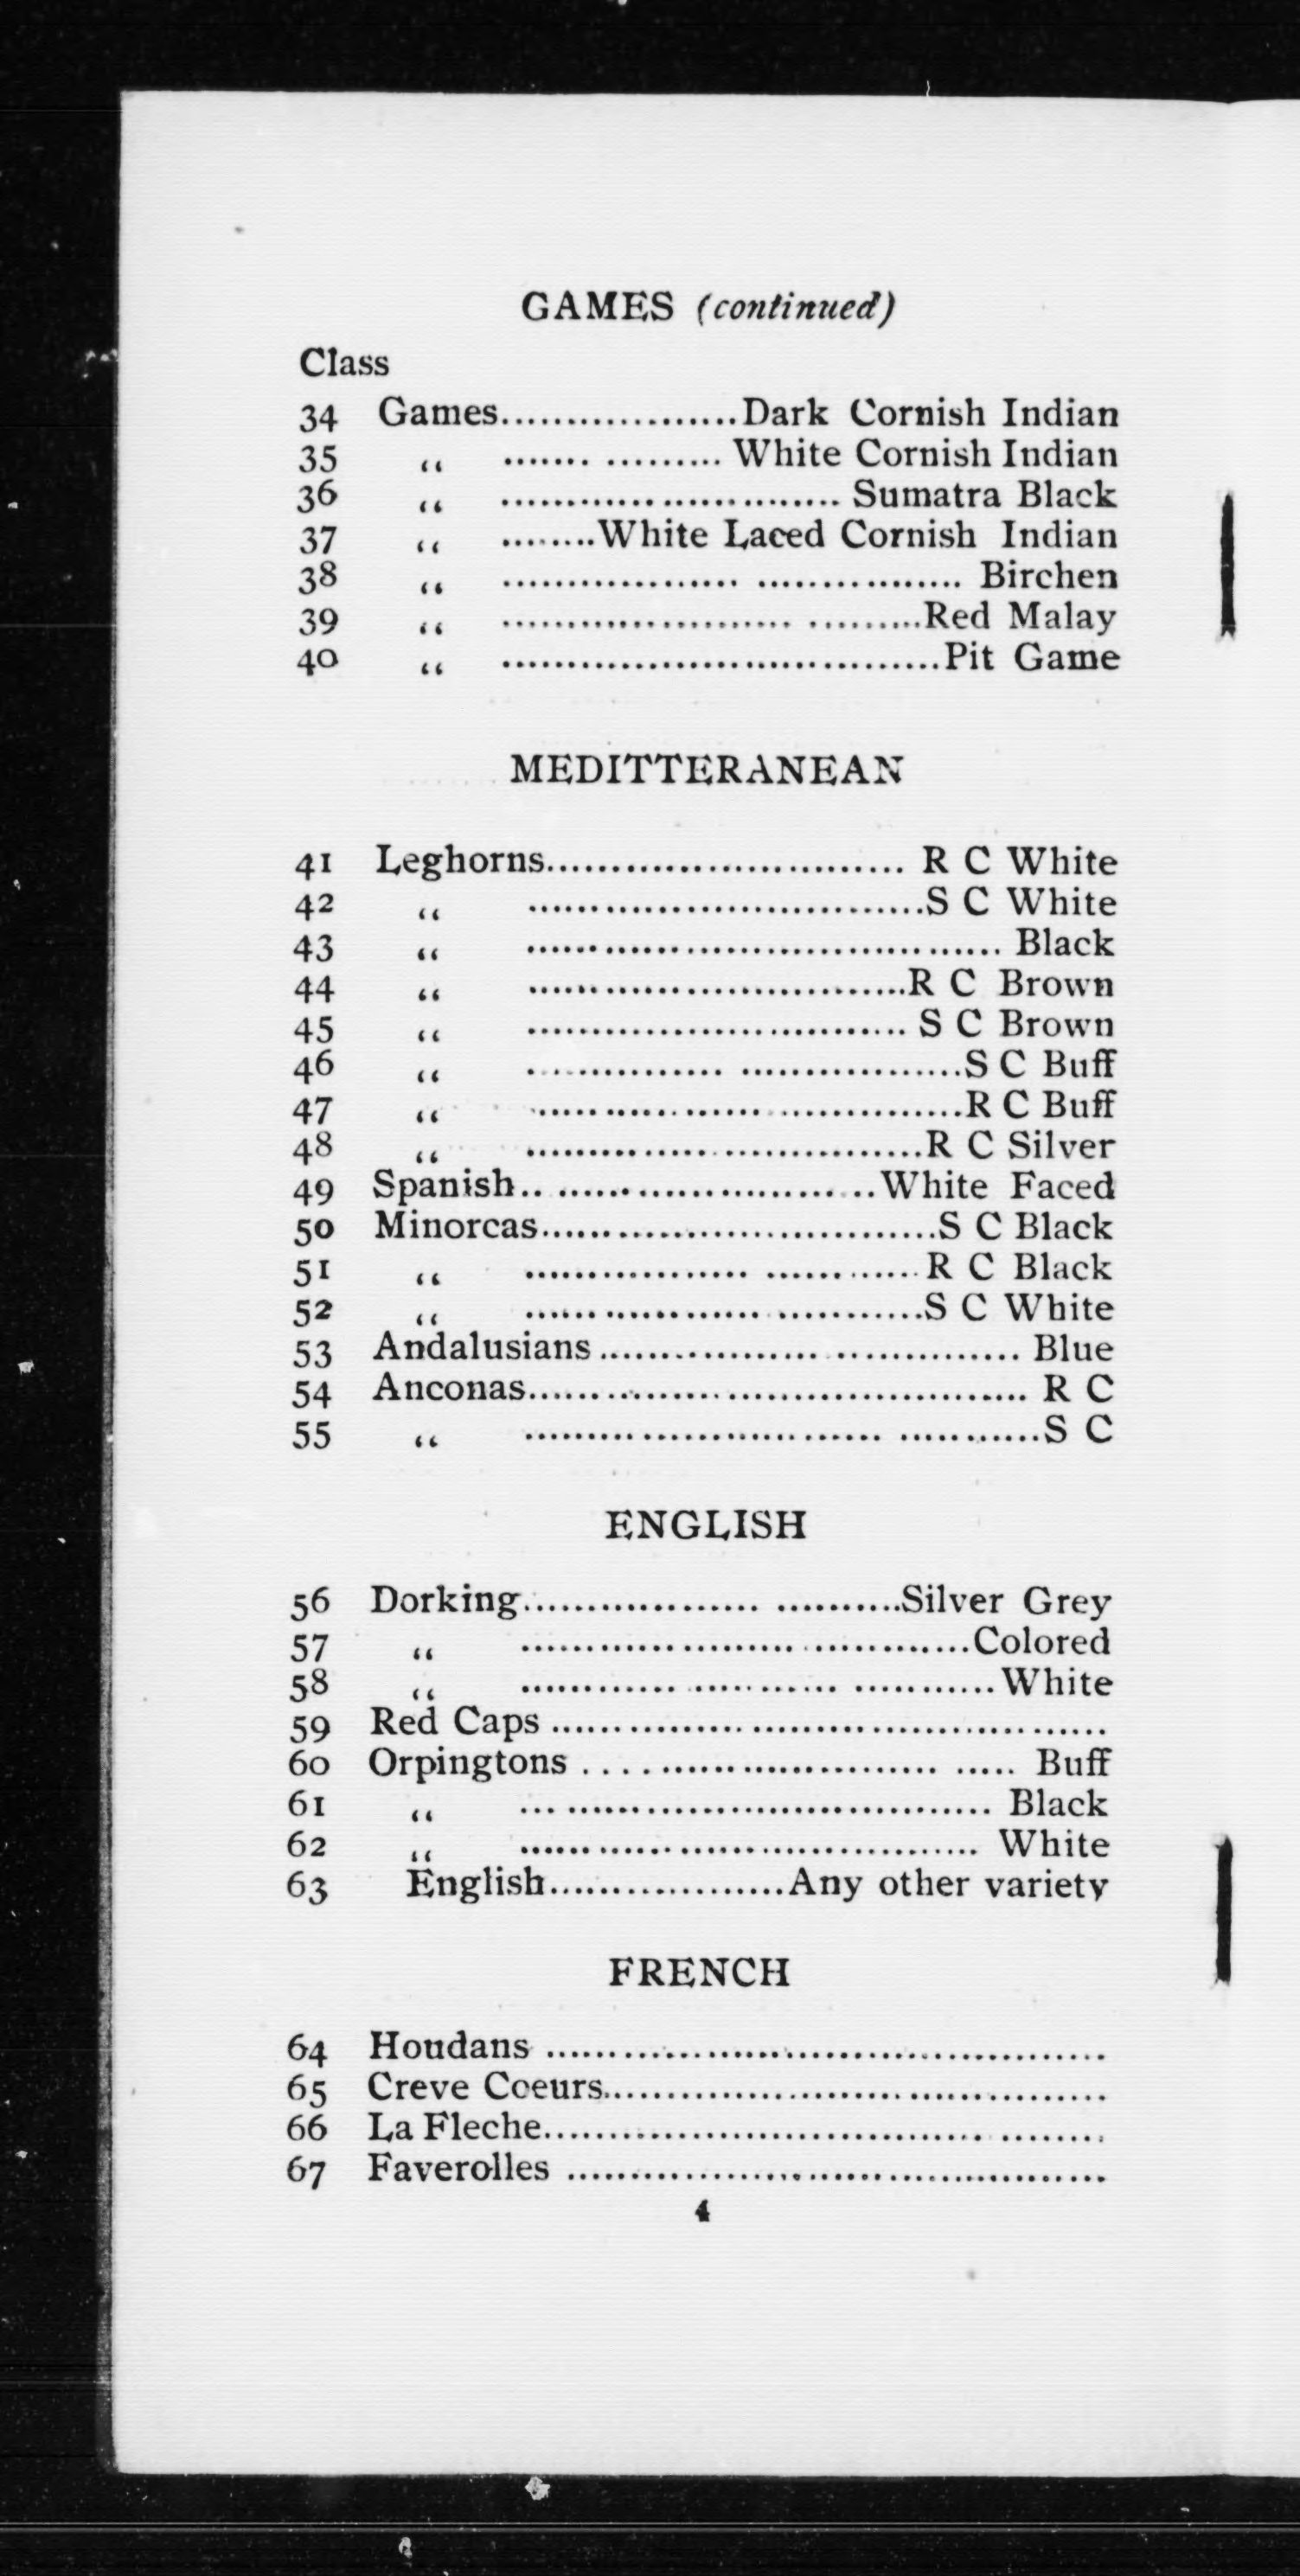 GAMES (continued)
Class
34 Games...................Dark Cornish Indian
35 “ ....... ......... White Cornish Indian
36 “ ........................... Sumatra Black
37 “ ........White Laced Cornish Indian
38 “ ................... ................ Birchen
39 “ ....................... .........Red Malay
40 “ ...................................Pit Game
MEDITTERANEAN
41 Leghorns............................ R C White
42 “ ...............................S C White
43 “ ..................................... Black
44 “ ..............................R C Brown
45 “ .............................. S C Brown
46 “ ............... ..................S C Buff
47 “ .................. ...............R C Buff
48 “ ...............................R C Silver
49 Spanish.. .........................White Faced
50 Minorcas...............................S C Black
51 “ .................. ............R C Black
52 “ ................... ............S C White
53 Andalusians .................. ............... Blue
54 Anconas....................................... R C
55 “ ............................ ...........S C
ENGLISH
56 Dorking................... ..........Silver Grey
57 “ ...................... .............Colored
58 “ ............ ............ ...........White
59 Red Caps ............................................
60 Orpingtons ............................ ..... Buff
61 “ ... ................................. Black
62 “ .................................... White
63 English...................Any other variety
FRENCH
64 Houdans ............................................
65 Creve Coeurs.......................................
66 La Fleche................................... ........
67 Faverolles ..........................................
4